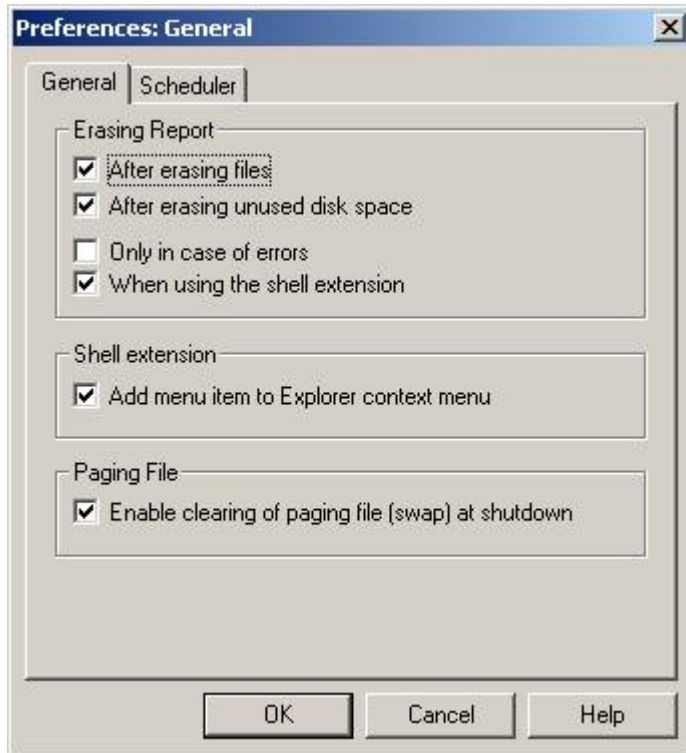 Preferences: General
General
Scheduler
Erasing Report
After erasing files
After erasing unused disk space
Only in case of errors
When using the shell extension
Shell extension
Add menu item to Explorer context menu
Paging File
Enable clearing of paging file (swap) at shutdown
OK
Cancel
Help